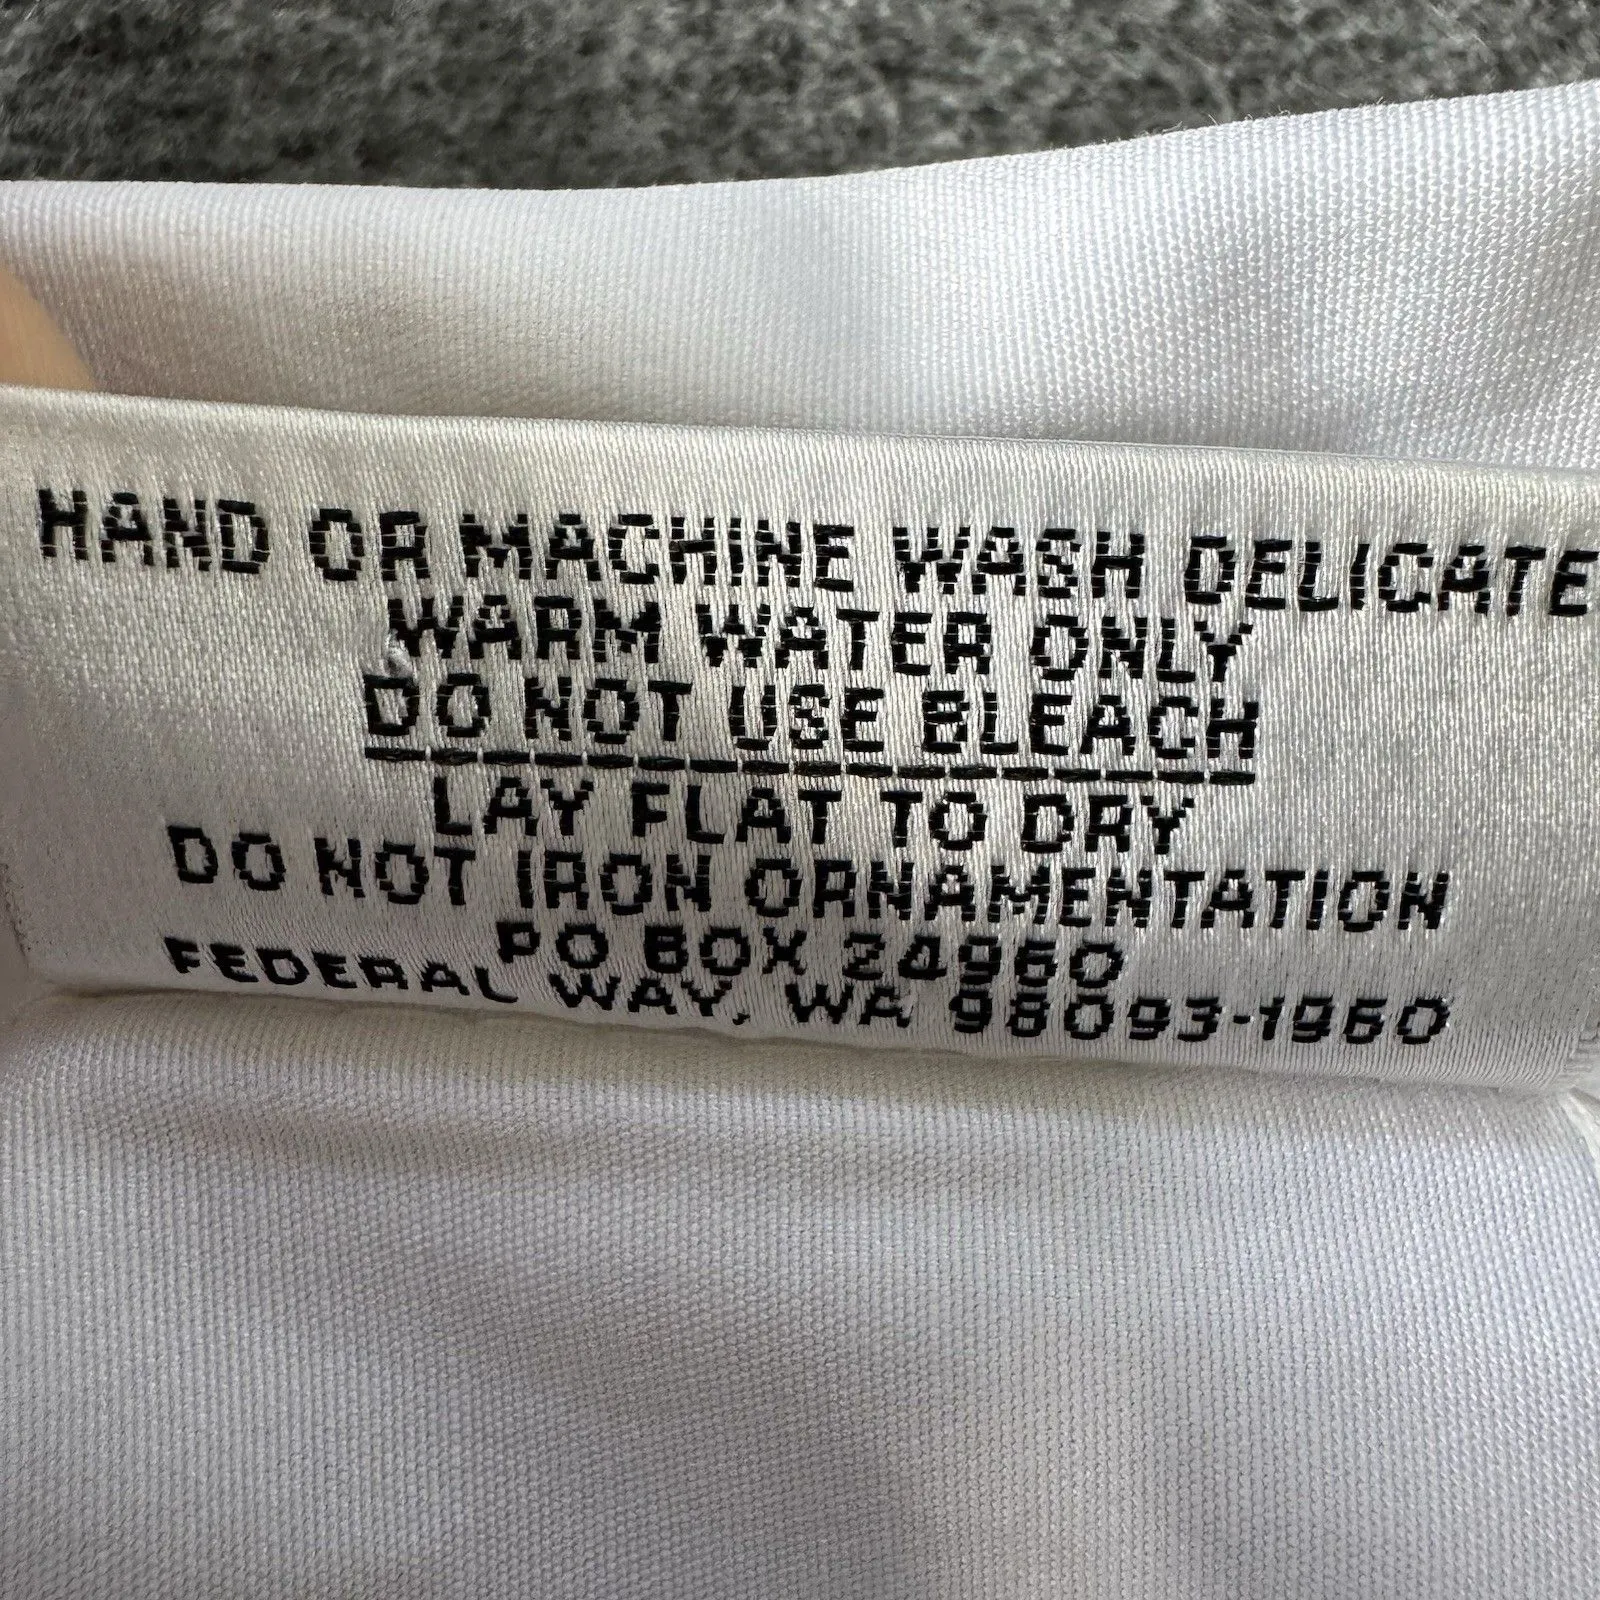 HAND OR MACHINE WASH DELICATE
WARM WATER ONLY
DO NOT USE BLEACH
LAY FLAT TO DRY
DO NOT IRON ORNAMENTATION
PO BOX 24960
FEDERAL WAY, WA 98093-1960